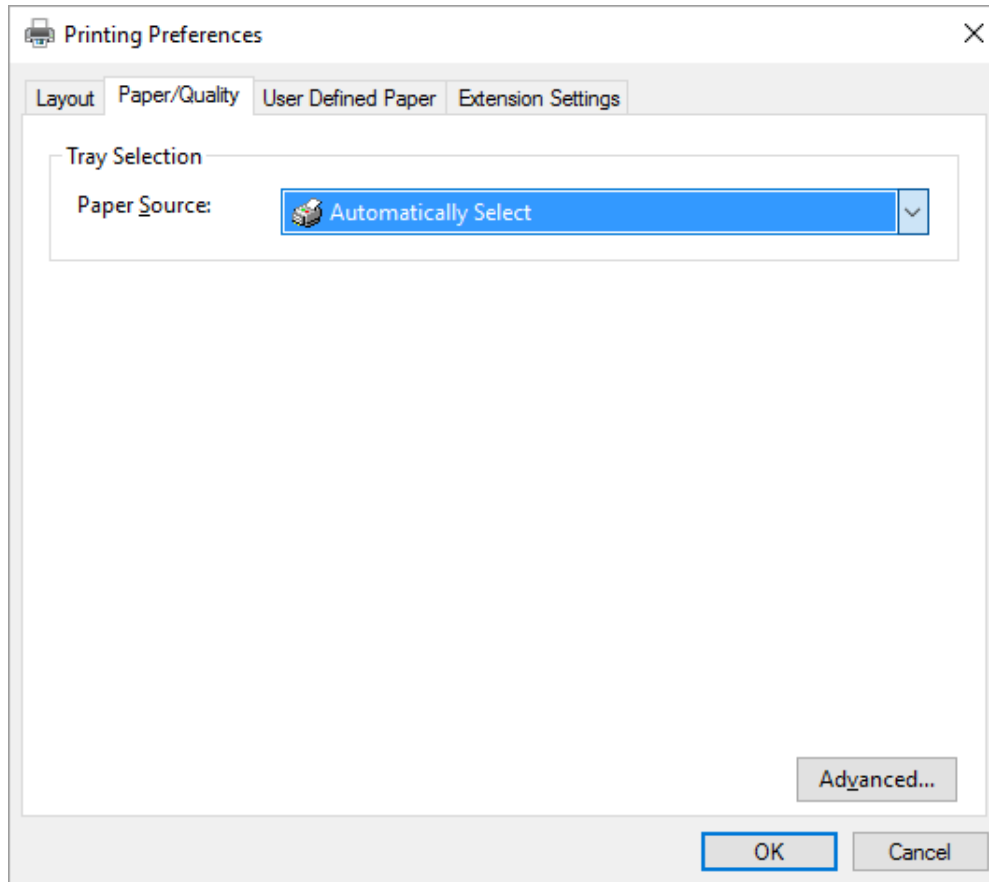 Printing Preferences
Layout Paper/Quality User Defined Paper Extension Settings
Tray Selection
Paper Source: Automatically Select
Advanced...
OK Cancel